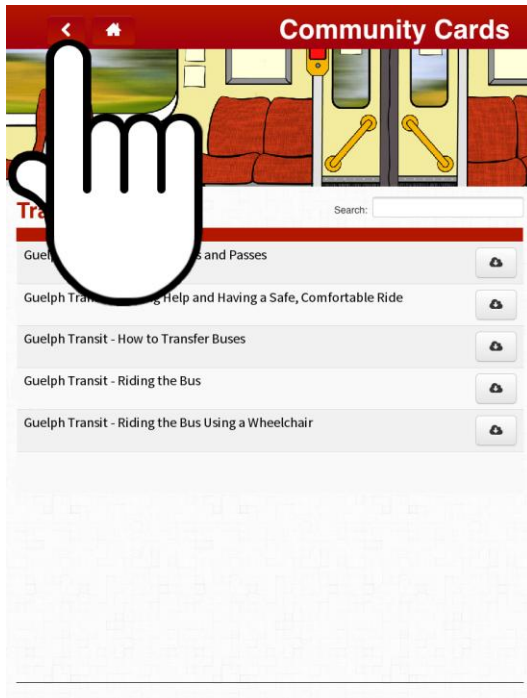 Community Cards
Search:
and Passes
Guelph Help and Having a Safe, Comfortable Ride
Guelph Transit - How to Transfer Buses
Guelph Transit - Riding the Bus
Guelph Transit - Riding the Bus Using a Wheelchair